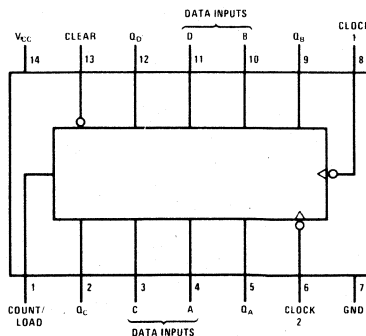 DATA INPUTS
CLOCK
VCC CLEAR QD D B QB 1
14 13 12 11 10 9 8
1 2 3 4 5 6 7
COUNT/ QC C A QA CLOCK GND
LOAD 2
DATA INPUTS